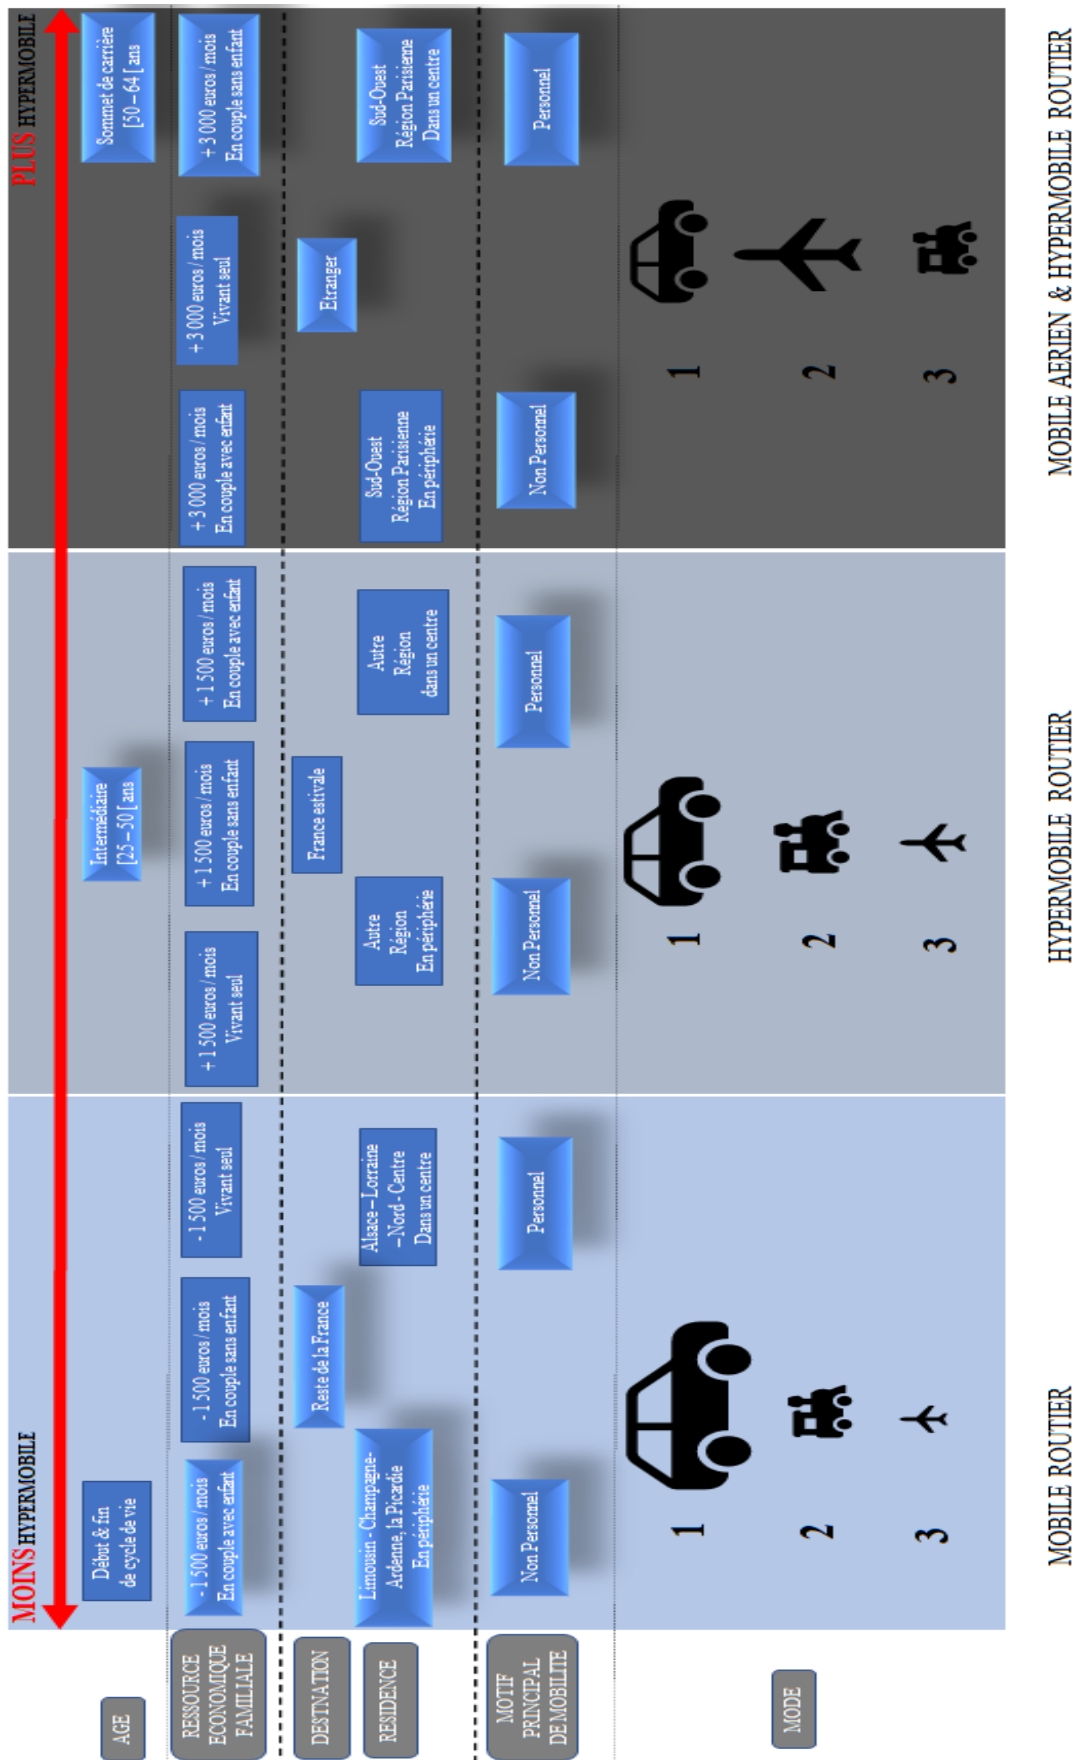 MOINS HYPERMOBILE
PLUS HYPERMOBILE
AGE
Début & fin
de cycle de vie
Intermédiaire
[25 – 50 [ ans
Sommet de carrière
[50 – 64 [ ans
RESSOURCE
ECONOMIQUE
FAMILIALE
- 1 500 euros / mois
En couple avec enfant
- 1 500 euros / mois
En couple sans enfant
- 1 500 euros / mois
Vivant seul
+ 1 500 euros / mois
Vivant seul
+ 1 500 euros / mois
En couple sans enfant
+ 1 500 euros / mois
En couple avec enfant
+ 3 000 euros / mois
En couple avec enfant
+ 3 000 euros / mois
Vivant seul
+ 3 000 euros / mois
En couple sans enfant
DESTNATION
Reste de la France
France estivale
Etranger
RESIDENCE
Limousin - Champagne-
Ardenne, la Picardie
En périphérie
Alsace – Lorraine
– Nord - Centre
Dans un centre
Autre
Région
En périphérie
Autre
Région
dans un centre
Sud-Ouest
Région Parisienne
En périphérie
Sud-Ouest
Région Parisienne
Dans un centre
MOTIF
PRINCIPAL
DE MOBILITE
Non Personnel
Personnel
Non Personnel
Personnel
Non Personnel
Personnel
MODE
1
2
3
1
2
3
1
2
3
MOBILE ROUTIER
HYPERMOBILE ROUTIER
MOBILE AERIEN & HYPERMOBILE ROUTIER